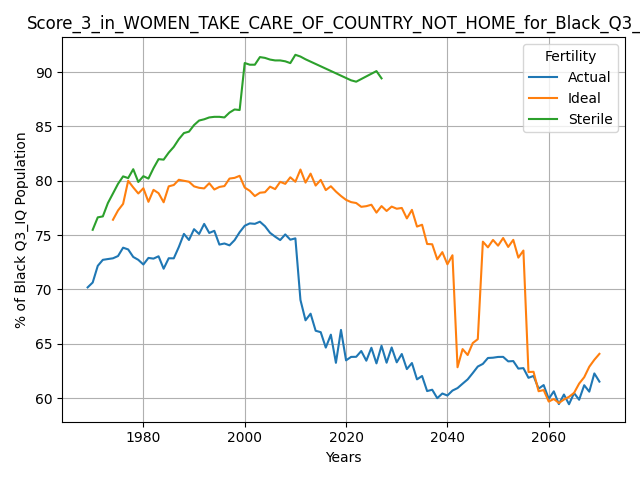 Score_3_in_WOMEN_TAKE_CARE_OF_COUNTRY_NOT_HOME_for_Black_Q3_
Fertility
Actual
Ideal
Sterile
% of Black Q3_IQ Population
90
85
80
75
70
65
60
1980 2000 2020 2040 2060
Years